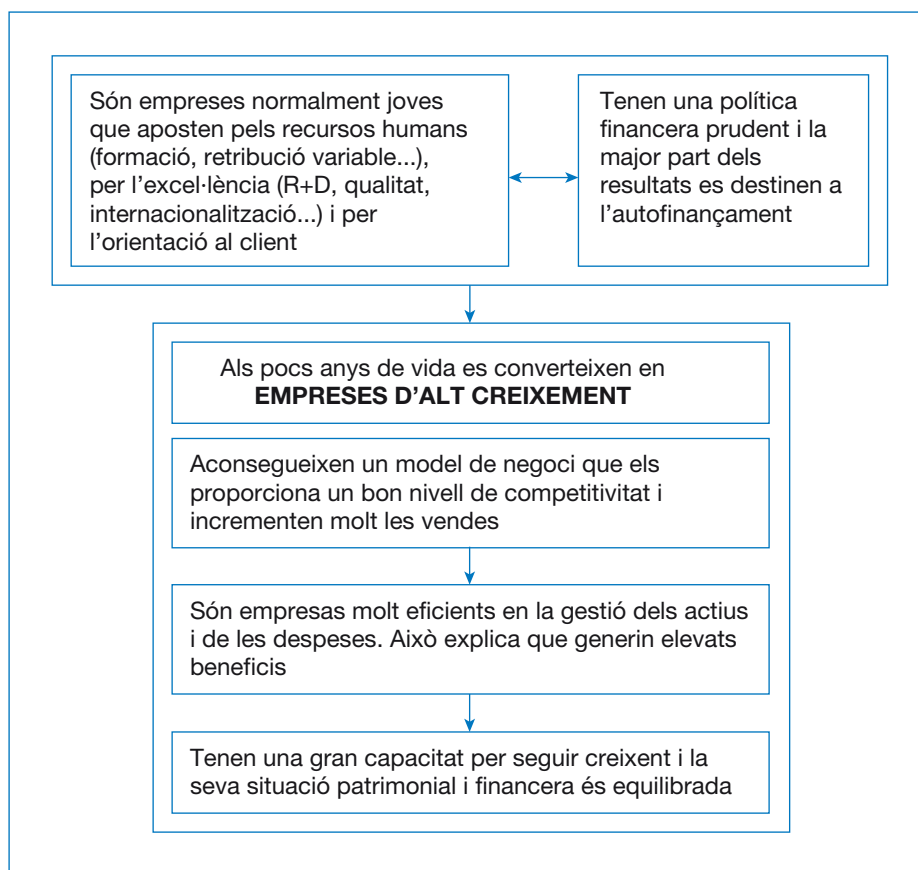 Són empreses normalment joves
que aposten pels recursos humans
(formació, retribució variable...),
per l’excel·lència (R+D, qualitat,
internacionalització...) i per
l’orientació al client
Tenen una política
financera prudent i la
major part dels
resultats es destinen a
l’autofinançament
Als pocs anys de vida es converteixen en
EMPRESES D’ALT CREIXEMENT
Aconsegueixen un model de negoci que els
proporciona un bon nivell de competitivitat i
incrementen molt les vendes
Són empresas molt eficients en la gestió dels actius
i de les despeses. Això explica que generin elevats
beneficis
Tenen una gran capacitat per seguir creixent i la
seva situació patrimonial i financera és equilibrada